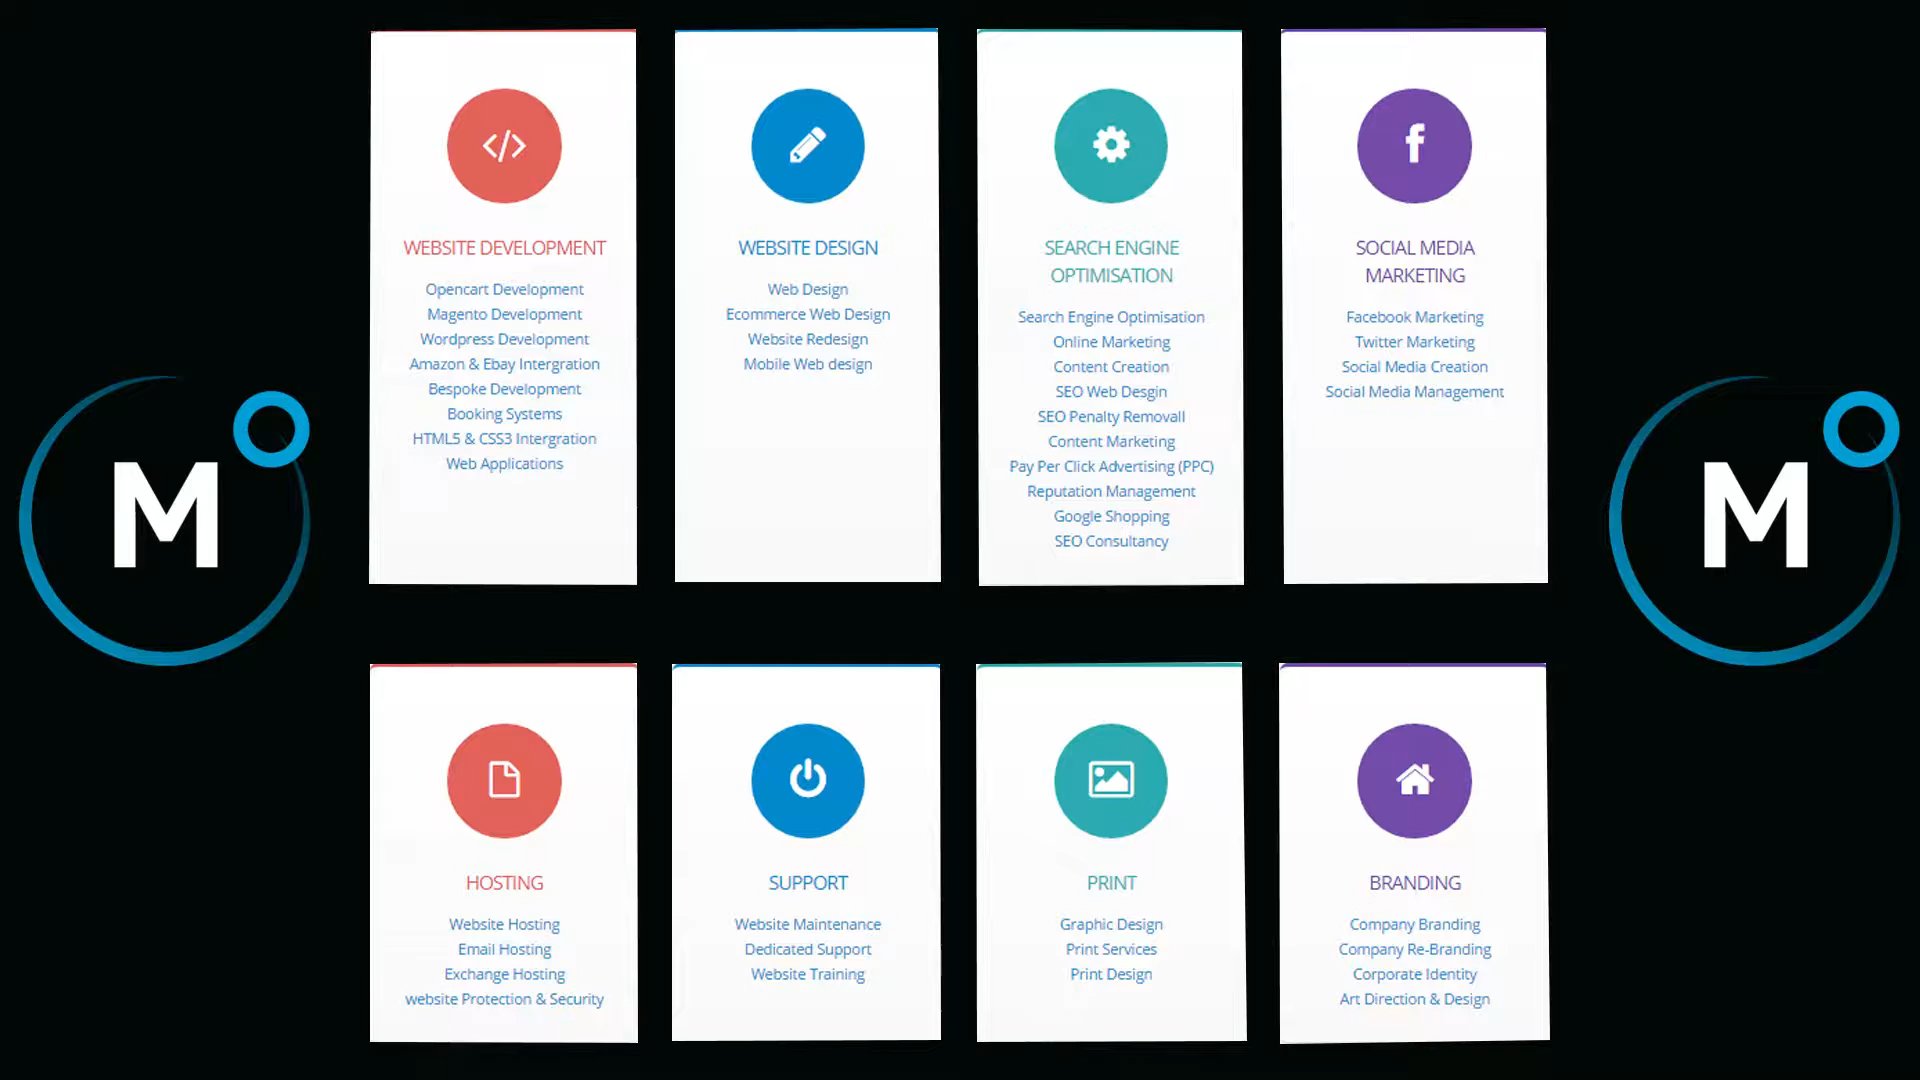 WEBSITE DEVELOPMENT
Opencart Development
Magento Development
Wordpress Development
Amazon & Ebay Intergration
Bespoke Development
Booking Systems
HTML5 & CSS3 Intergration
Web Applications
WEBSITE DESIGN
Web Design
Ecommerce Web Design
Website Redesign
Mobile Web design
SEARCH ENGINE
OPTIMISATION
Search Engine Optimisation
Online Marketing
Content Creation
SEO Web Desgin
SEO Penalty Removall
Content Marketing
Pay Per Click Advertising (PPC)
Reputation Management
Google Shopping
SEO Consultancy
SOCIAL MEDIA
MARKETING
Facebook Marketing
Twitter Marketing
Social Media Creation
Social Media Management
M
M
HOSTING
Website Hosting
Email Hosting
Exchange Hosting
website Protection & Security
SUPPORT
Website Maintenance
Dedicated Support
Website Training
PRINT
Graphic Design
Print Services
Print Design
BRANDING
Company Branding
Company Re-Branding
Corporate Identity
Art Direction & Design